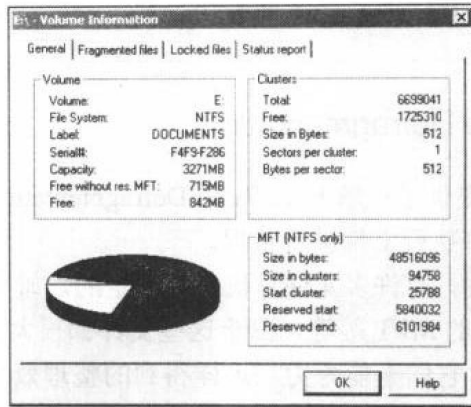 E:\ - Volume Information
General
Fragmented files
Locked files
Status report
Volume
Volume: E:
File System: NTFS
Label: DOCUMENTS
Serial#: F4F9-F286
Capacity: 3271MB
Free without res. MFT: 715MB
Free: 842MB
Clusters
Total: 6699041
Free: 1725310
Size in Bytes: 512
Sectors per cluster: 1
Bytes per sector: 512
MFT (NTFS only)
Size in bytes: 48516096
Size in clusters: 94758
Start cluster: 25788
Reserved start: 5840032
Reserved end: 6101984
OK
Help